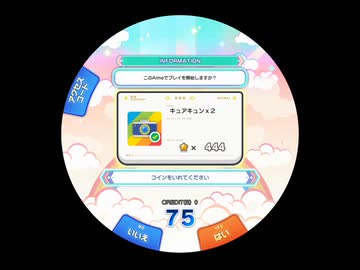 INFORMATION
このAimeでプレイを開始しますか?
キュアキュンx2
× 444
アクセス
コード
コインをいれてください
CREDIT(S) 0
75
いいえ
はい